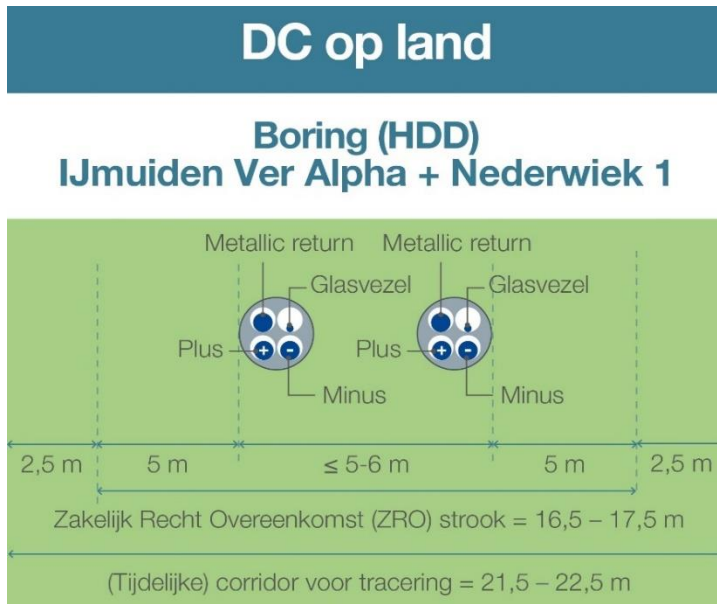 DC op land
Boring (HDD)
IJmuiden Ver Alpha + Nederwiek 1
Metallic return Metallic return
Glasvezel Glasvezel
Plus + - Plus + -
Minus Minus
2,5 m 5 m ≤ 5-6 m 5 m 2,5 m
Zakelijk Recht Overeenkomst (ZRO) strook = 16,5 – 17,5 m
(Tijdelijke) corridor voor tracering = 21,5 – 22,5 m